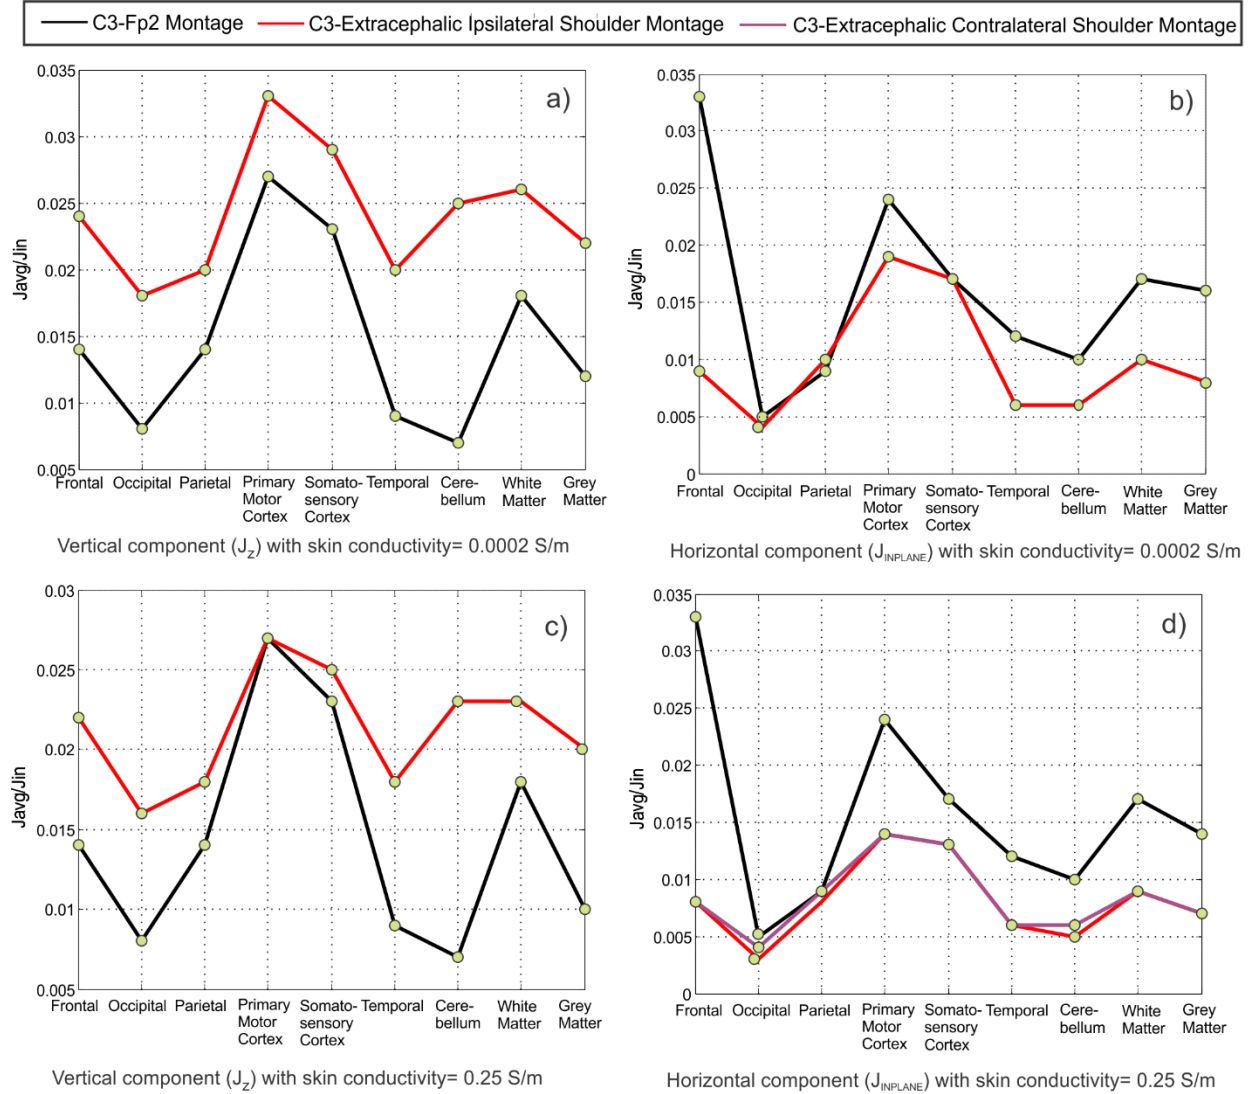 C3-Fp2 Montage C3-Extracephalic Ipsilateral Shoulder Montage C3-Extracephalic Contralateral Shoulder Montage
a)
0.035
0.03
0.025
0.02
0.015
0.01
0.005
Javg/Jin
Frontal Occipital Parietal Primary Somato- Temporal Cere- White Grey
Motor sensory bellum Matter Matter
Cortex Cortex
Vertical component (JZ) with skin conductivity= 0.0002 S/m
b)
0.035
0.03
0.025
0.02
0.015
0.01
0.005
0
Javg/Jin
Frontal Occipital Parietal Primary Somato- Temporal Cere- White Grey
Motor sensory bellum Matter Matter
Cortex Cortex
Horizontal component (JINPLANE) with skin conductivity= 0.0002 S/m
c)
0.03
0.025
0.02
0.015
0.01
0.005
Javg/Jin
Frontal Occipital Parietal Primary Somato- Temporal Cere- White Grey
Motor sensory bellum Matter Matter
Cortex Cortex
Vertical component (JZ) with skin conductivity= 0.25 S/m
d)
0.035
0.03
0.025
0.02
0.015
0.01
0.005
0
Javg/Jin
Frontal Occipital Parietal Primary Somato- Temporal Cere- White Grey
Motor sensory bellum Matter Matter
Cortex Cortex
Horizontal component (JINPLANE) with skin conductivity= 0.25 S/m